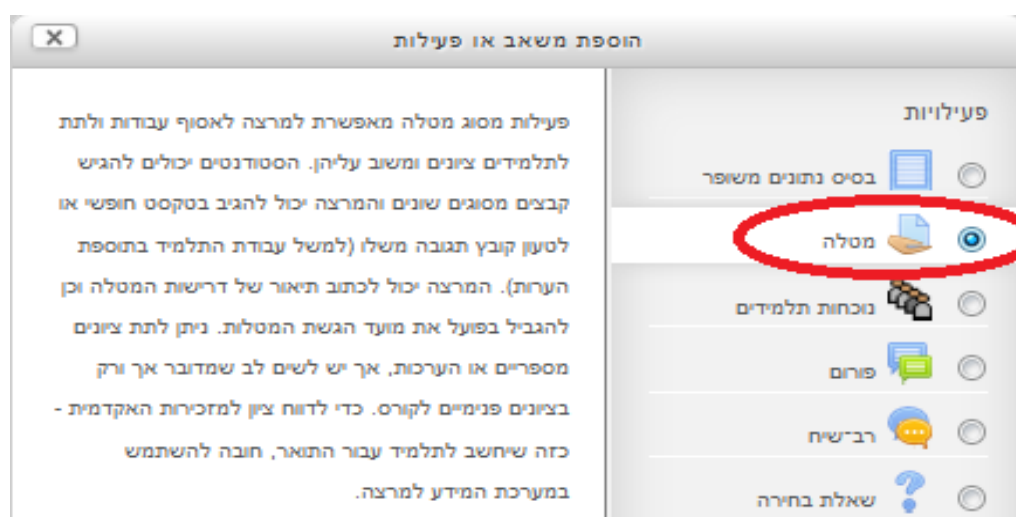 הוספת משאב או פעילות
פעילויות
בסיס נתונים משופר
מטלה
נוכחות תלמידים
פורום
רב־שיח
שאלת בחירה
פעילות מסוג מטלה מאפשרת למרצה לאסוף עבודות ולתת
לתלמידים ציונים ומשוב עליהן. הסטודנטים יכולים להגיש
קבצים מסוגים שונים והמרצה יכול להגיב בטקסט חופשי או
לטעון קובץ תגובה משלו (למשל עבודת התלמיד בתוספת
הערות). המרצה יכול לכתוב תיאור של דרישות המטלה וכן
להגביל בפועל את מועד הגשת המטלות. ניתן לתת ציונים
מספריים או הערכות, אך יש לשים לב שמדובר אך ורק
בציונים פנימיים לקורס. כדי לדווח ציון למזכירות האקדמית -
כזה שיחשב לתלמיד עבור התואר, חובה להשתמש
במערכת המידע למרצה.